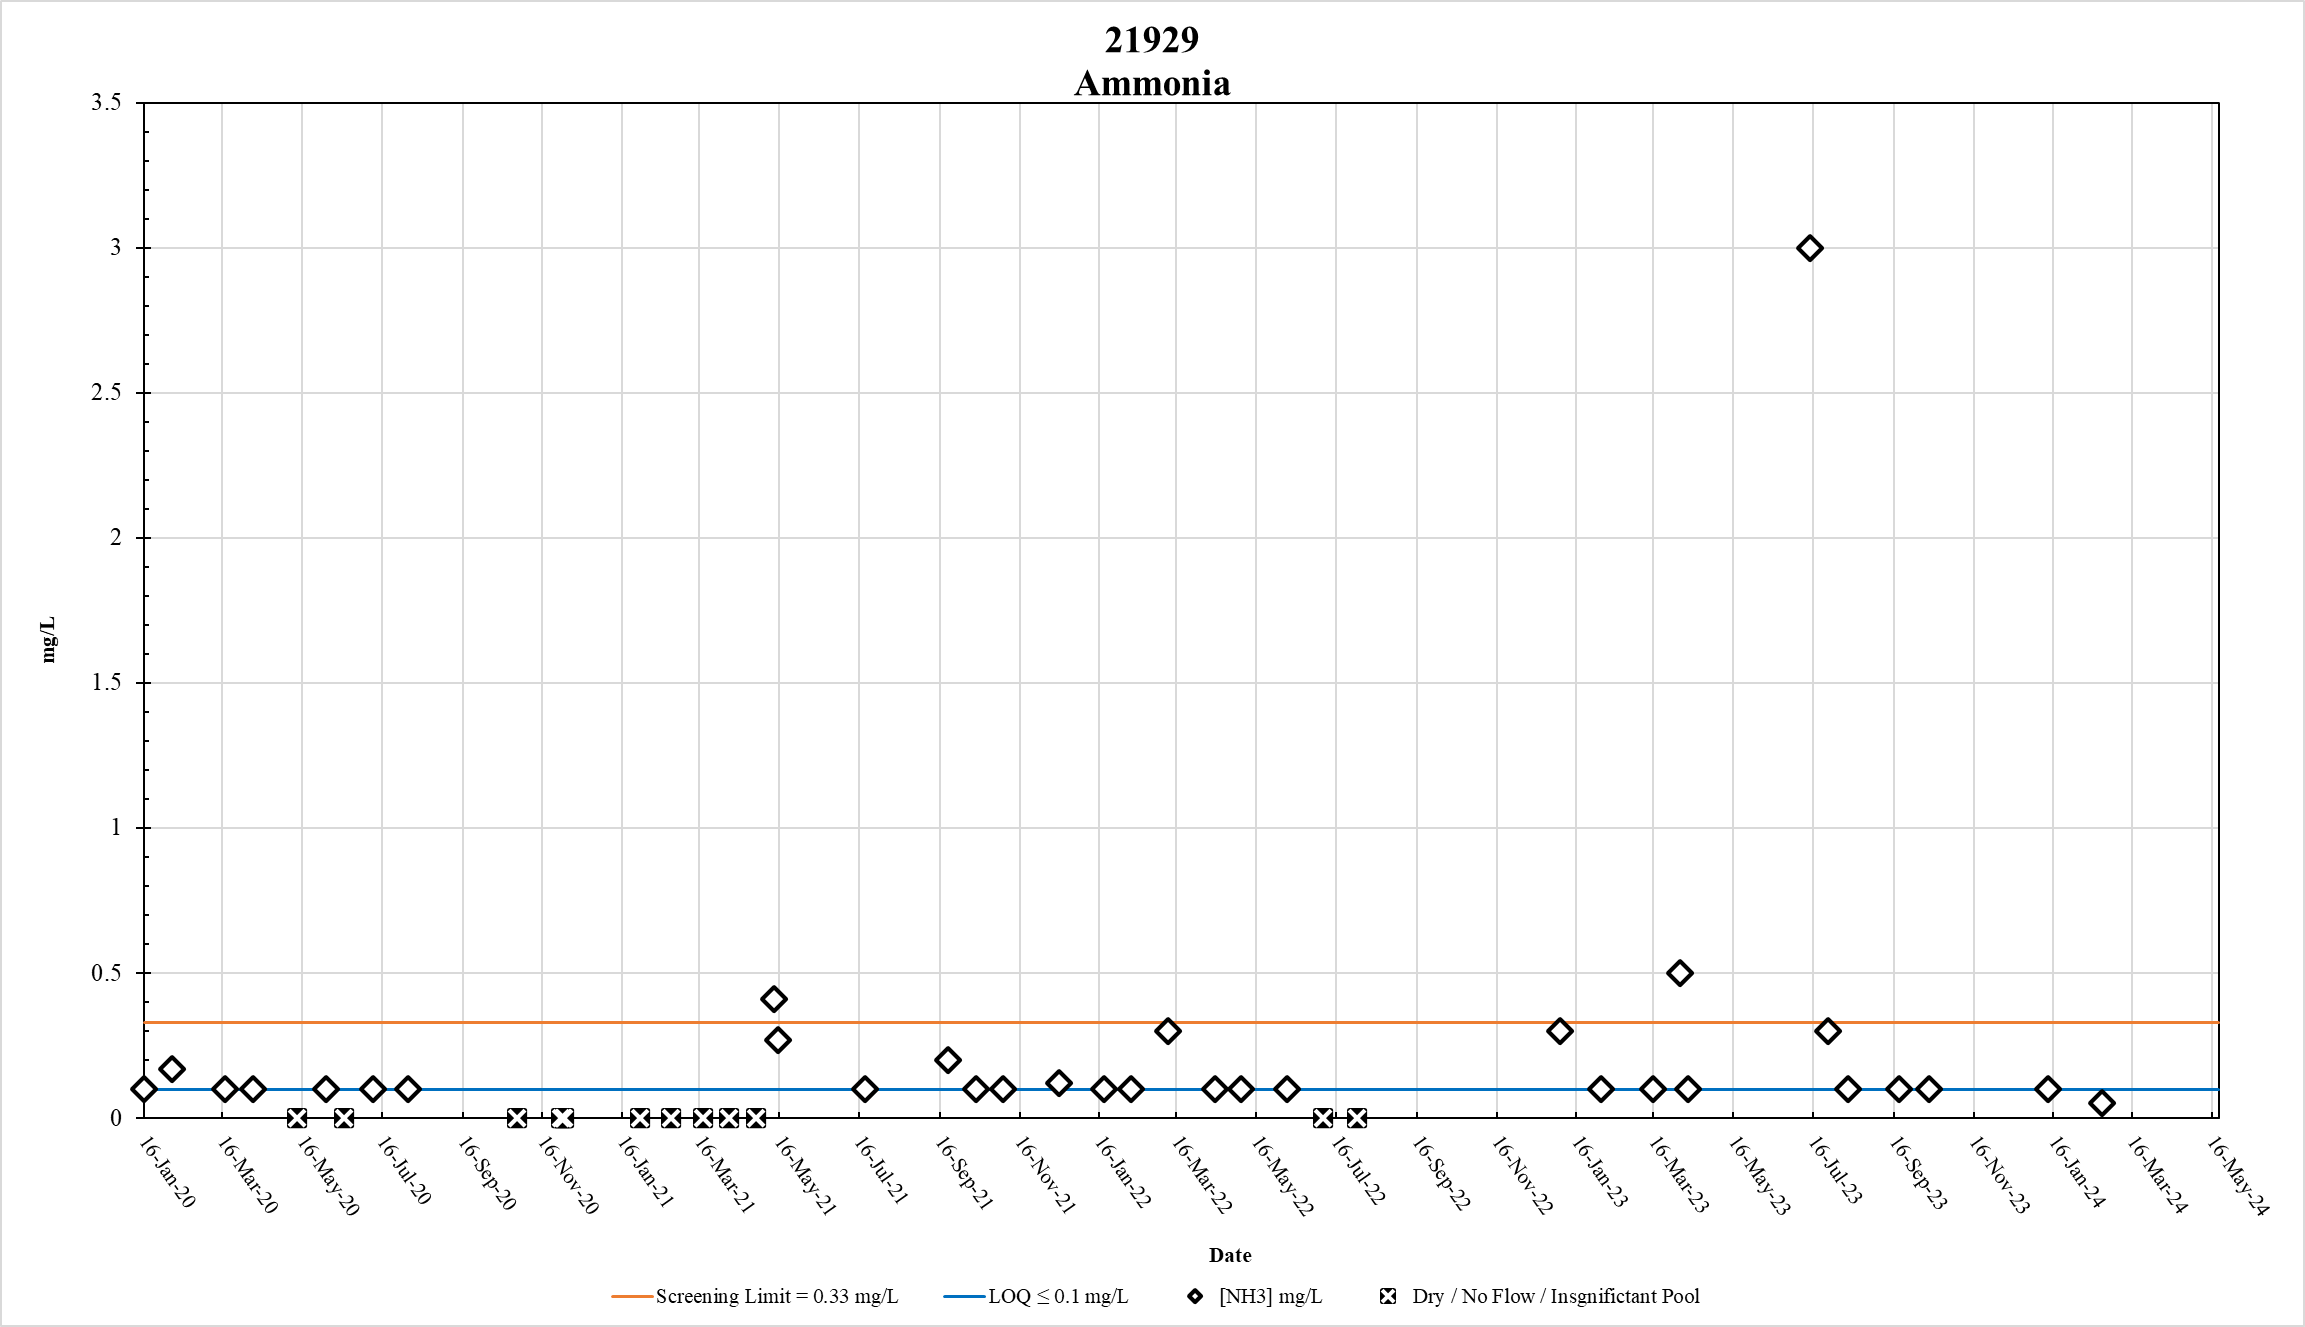 21929
Ammonia
3.5
3
2.5
2
1.5
1
0.5
0
mg/L
16-Jan-20
16-Mar-20
16-May-20
16-Jul-20
16-Sep-20
16-Nov-20
16-Jan-21
16-Mar-21
16-May-21
16-Jul-21
16-Sep-21
16-Nov-21
16-Jan-22
16-Mar-22
16-May-22
16-Jul-22
16-Sep-22
16-Nov-22
16-Jan-23
16-Mar-23
16-May-23
16-Jul-23
16-Sep-23
16-Nov-23
16-Jan-24
16-Mar-24
16-May-24
Date
Screening Limit = 0.33 mg/L
LOQ ≤ 0.1 mg/L
[NH3] mg/L
Dry / No Flow / Insgnifictant Pool